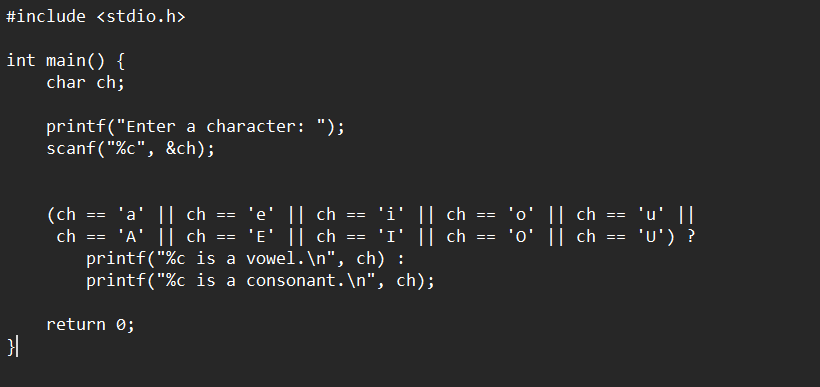 #include <stdio.h>
int main() {
    char ch;
    printf("Enter a character: ");
    scanf("%c", &ch);
    (ch == 'a' || ch == 'e' || ch == 'i' || ch == 'o' || ch == 'u' ||
     ch == 'A' || ch == 'E' || ch == 'I' || ch == 'O' || ch == 'U') ?
        printf("%c is a vowel.\n", ch) :
        printf("%c is a consonant.\n", ch);
    return 0;
}